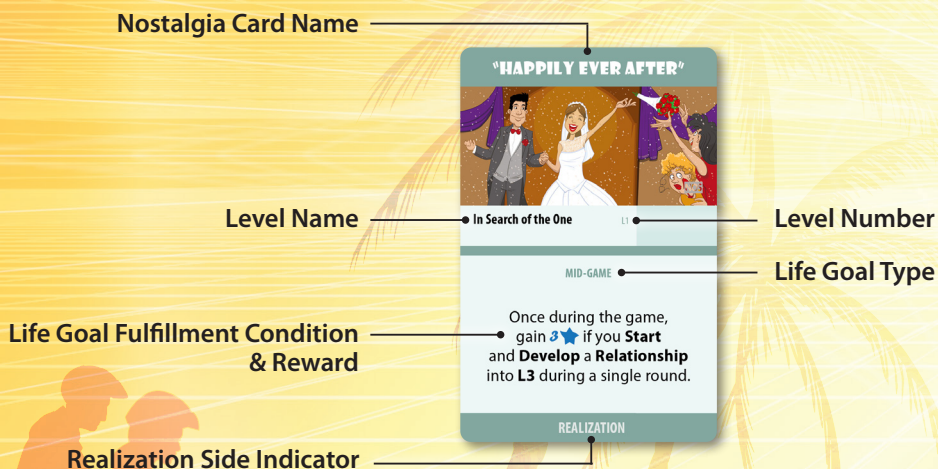 Nostalgia Card Name
"HAPPILY EVER AFTER"
Level Name
In Search of the One
L1
Level Number
MID-GAME
Life Goal Type
Life Goal Fulfillment Condition
& Reward
Once during the game,
gain 3 if you Start
and Develop a Relationship
into L3 during a single round.
REALIZATION
Realization Side Indicator